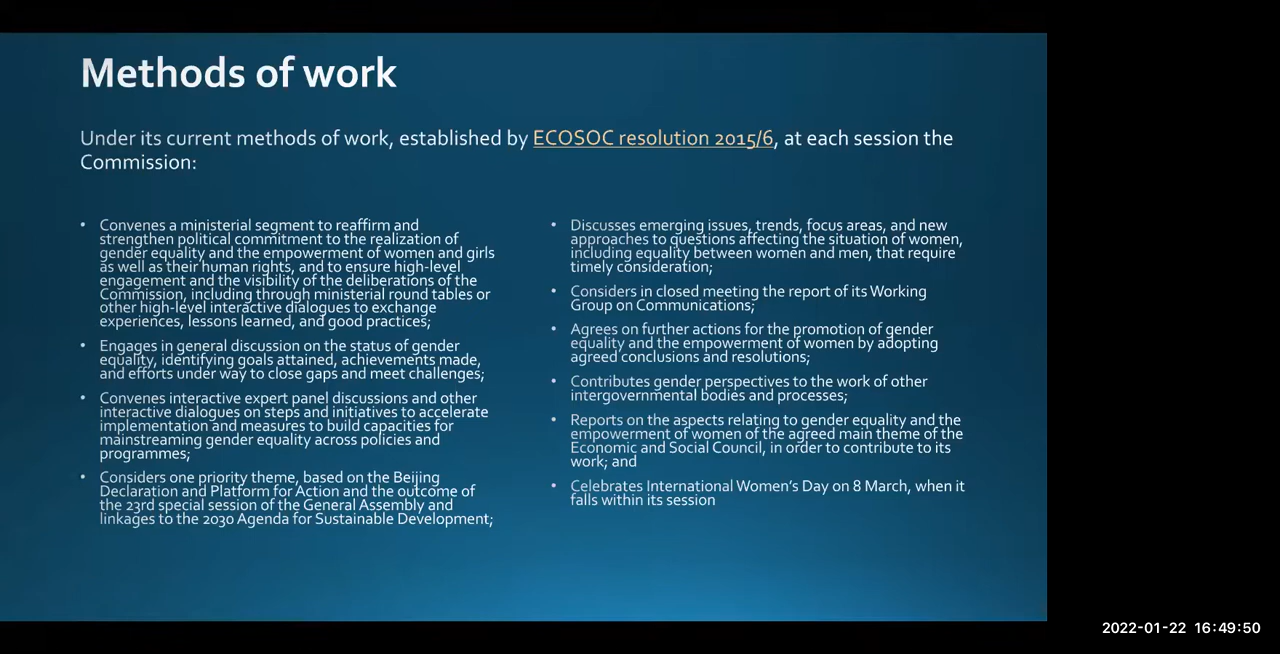 Methods of work
Under its current methods of work, established by ECOSOC resolution 2015/6, at each session the
Commission:
• Convenes a ministerial segment to reaffirm and
strengthen political commitment to the realization of
gender equality and the empowerment of women and girls
as well as their human rights, and to ensure high-level
engagement and the visibility of the deliberations of the
Commission, including through ministerial round tables or
other high-level interactive dialogues to exchange
experiences, lessons learned, and good practices;
• Engages in general discussion on the status of gender
equality, identifying goals attained, achievements made,
and efforts under way to close gaps and meet challenges;
• Convenes interactive expert panel discussions and other
interactive dialogues on steps and initiatives to accelerate
implementation and measures to build capacities for
mainstreaming gender equality across policies and
programmes;
• Considers one priority theme, based on the Beijing
Declaration and Platform for Action and the outcome of
the 23rd special session of the General Assembly and
linkages to the 2030 Agenda for Sustainable Development;
• Discusses emerging issues, trends, focus areas, and new
approaches to questions affecting the situation of women,
including equality between women and men, that require
timely consideration;
• Considers in closed meeting the report of its Working
Group on Communications;
• Agrees on further actions for the promotion of gender
equality and the empowerment of women by adopting
agreed conclusions and resolutions;
• Contributes gender perspectives to the work of other
intergovernmental bodies and processes;
• Reports on the aspects relating to gender equality and the
empowerment of women of the agreed main theme of the
Economic and Social Council, in order to contribute to its
work; and
• Celebrates International Women's Day on 8 March, when it
falls within its session
2022-01-22 16:49:50